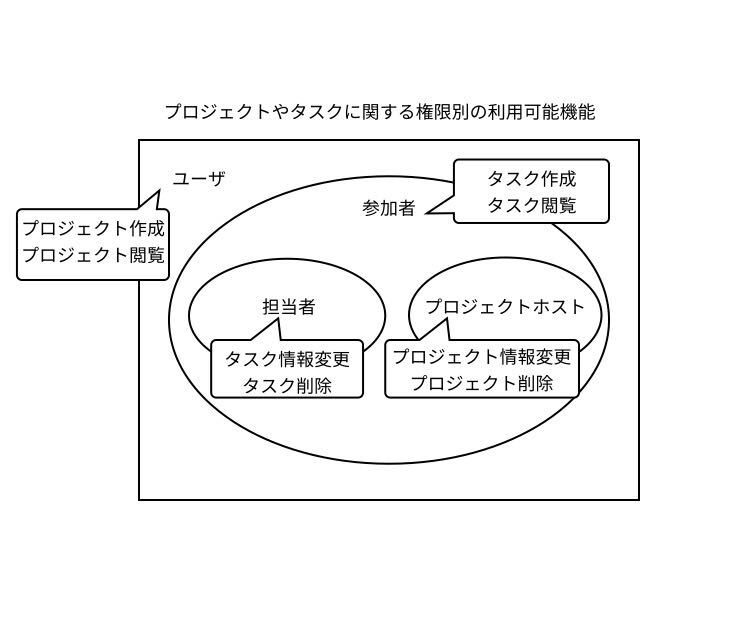 プロジェクトやタスクに関する権限別の利用可能機能
ユーザ
プロジェクト作成
プロジェクト閲覧
参加者
タスク作成
タスク閲覧
担当者
タスク情報変更
タスク削除
プロジェクトホスト
プロジェクト情報変更
プロジェクト削除